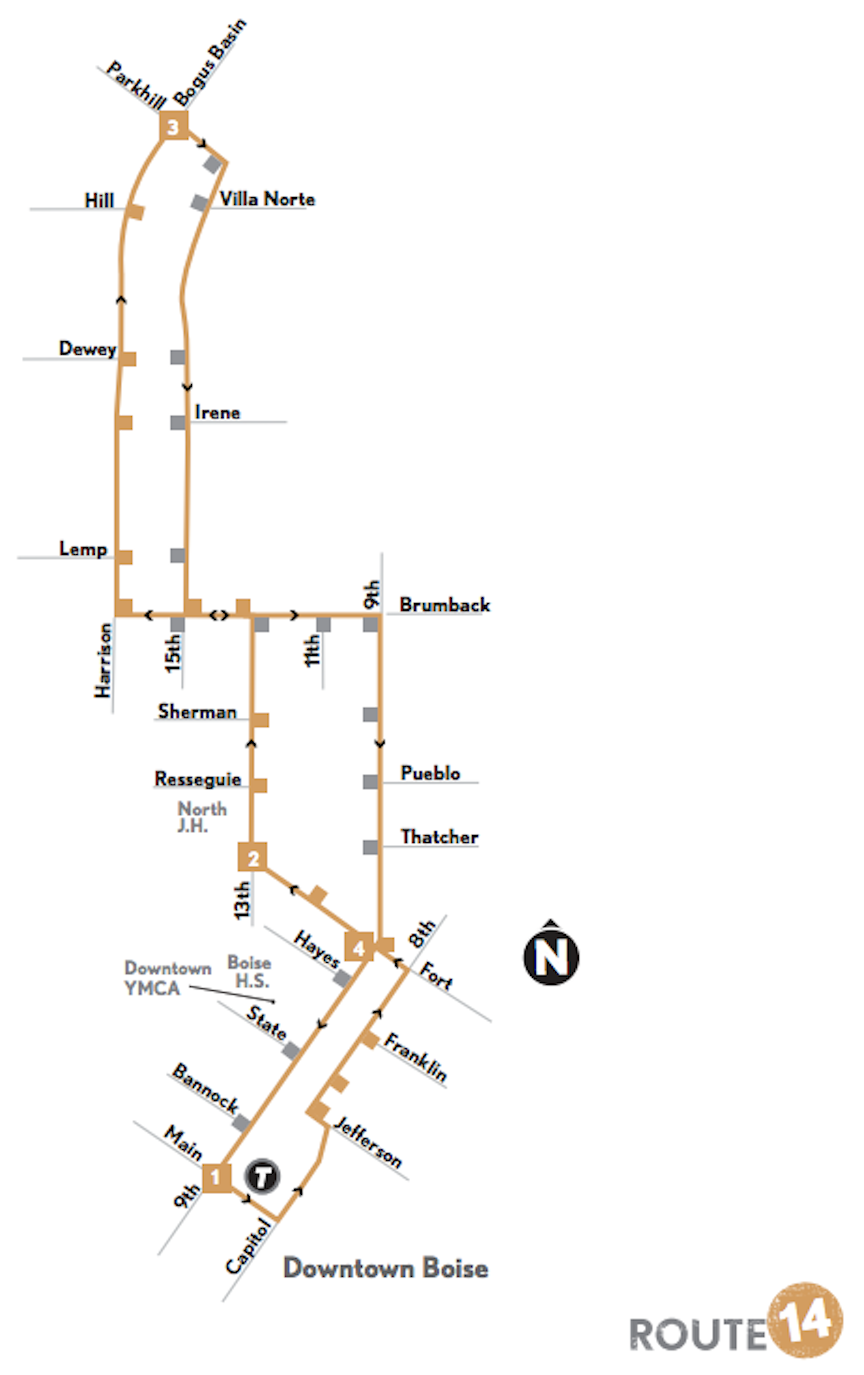 Parkhill
Bogus Basin
3
Hill
Villa Norte
Dewey
Irene
Lemp
9th
Brumback
Harrison
15th
11th
Sherman
Resseguie
Pueblo
North
J.H.
Thatcher
2
13th
4
8th
Hayes
Fort
N
Downtown
YMCA
Boise
H.S.
State
Franklin
Bannock
Jefferson
Main
1
T
9th
Capitol
Downtown Boise
ROUTE 14